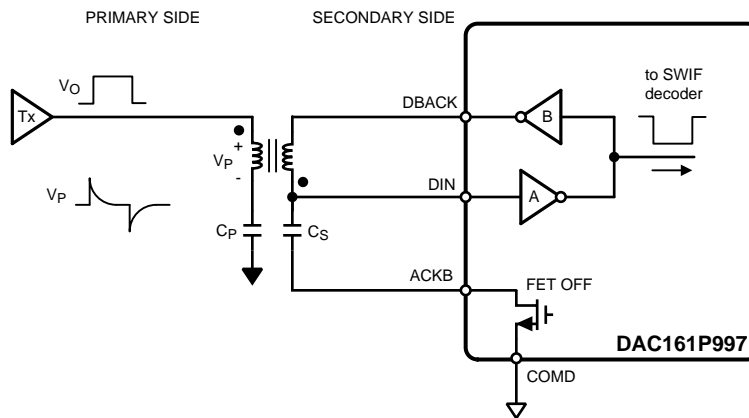 PRIMARY SIDE
SECONDARY SIDE
VO
Tx
DBACK
B
to SWIF
decoder
+
VP
-
VP
DIN
A
CP
CS
ACKB
FET OFF
DAC161P997
COMD